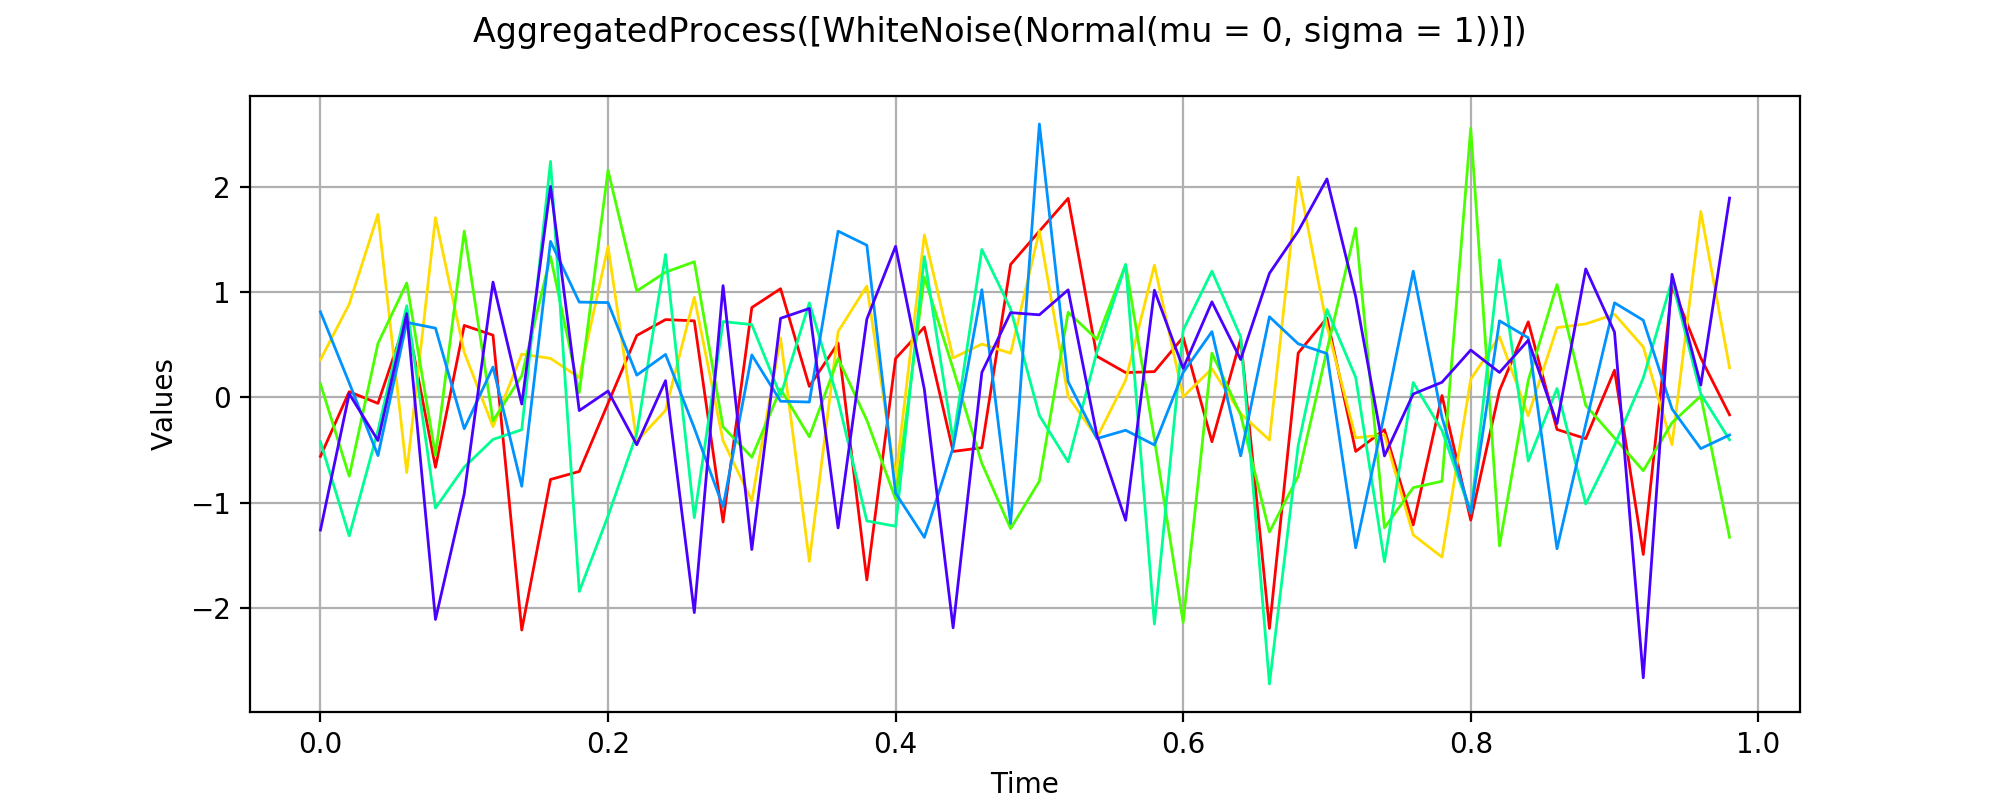 AggregatedProcess([WhiteNoise(Normal(mu = 0, sigma = 1))])
Values
2
1
0
−1
−2
0.0 0.2 0.4 0.6 0.8 1.0
Time